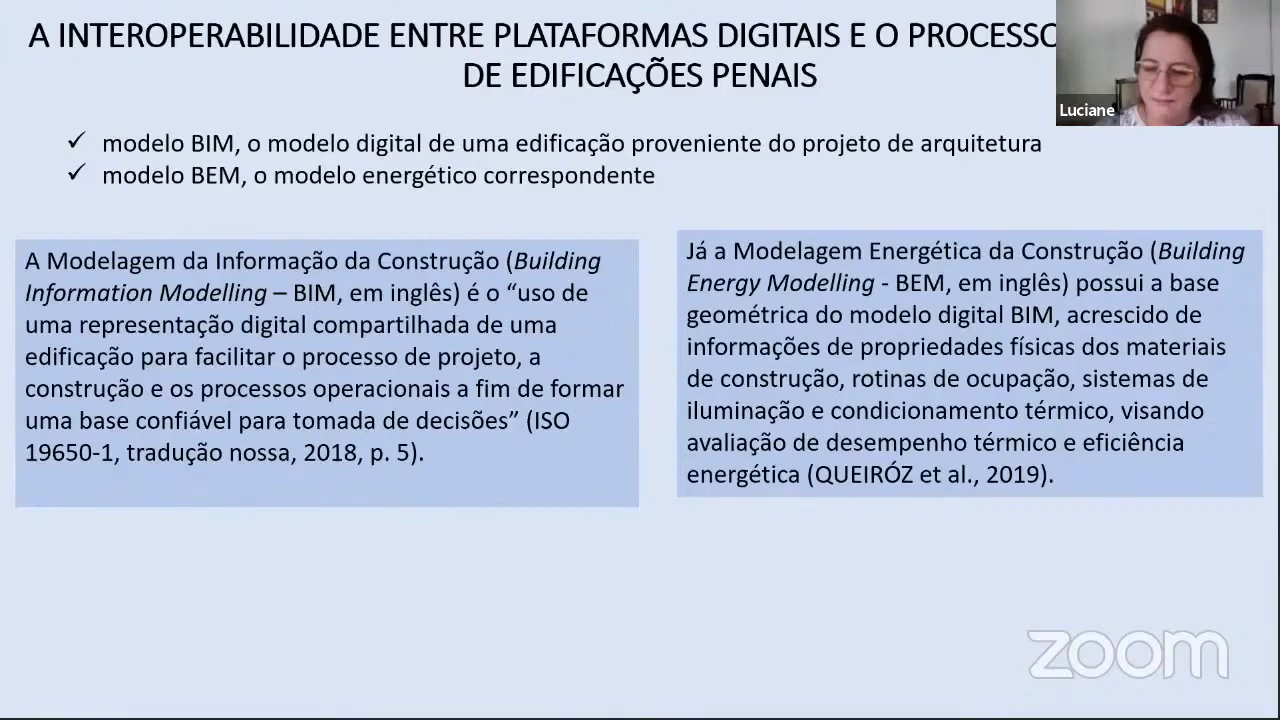 A INTEROPERABILIDADE ENTRE PLATAFORMAS DIGITAIS E O PROCESSO
DE EDIFICAÇÕES PENAIS
Luciane
✓ modelo BIM, o modelo digital de uma edificação proveniente do projeto de arquitetura
✓ modelo BEM, o modelo energético correspondente
A Modelagem da Informação da Construção (Building
Information Modelling – BIM, em inglês) é o “uso de
uma representação digital compartilhada de uma
edificação para facilitar o processo de projeto, a
construção e os processos operacionais a fim de formar
uma base confiável para tomada de decisões” (ISO
19650-1, tradução nossa, 2018, p. 5).
Já a Modelagem Energética da Construção (Building
Energy Modelling - BEM, em inglês) possui a base
geométrica do modelo digital BIM, acrescido de
informações de propriedades físicas dos materiais
de construção, rotinas de ocupação, sistemas de
iluminação e condicionamento térmico, visando
avaliação de desempenho térmico e eficiência
energética (QUEIRÓZ et al., 2019).
zoom